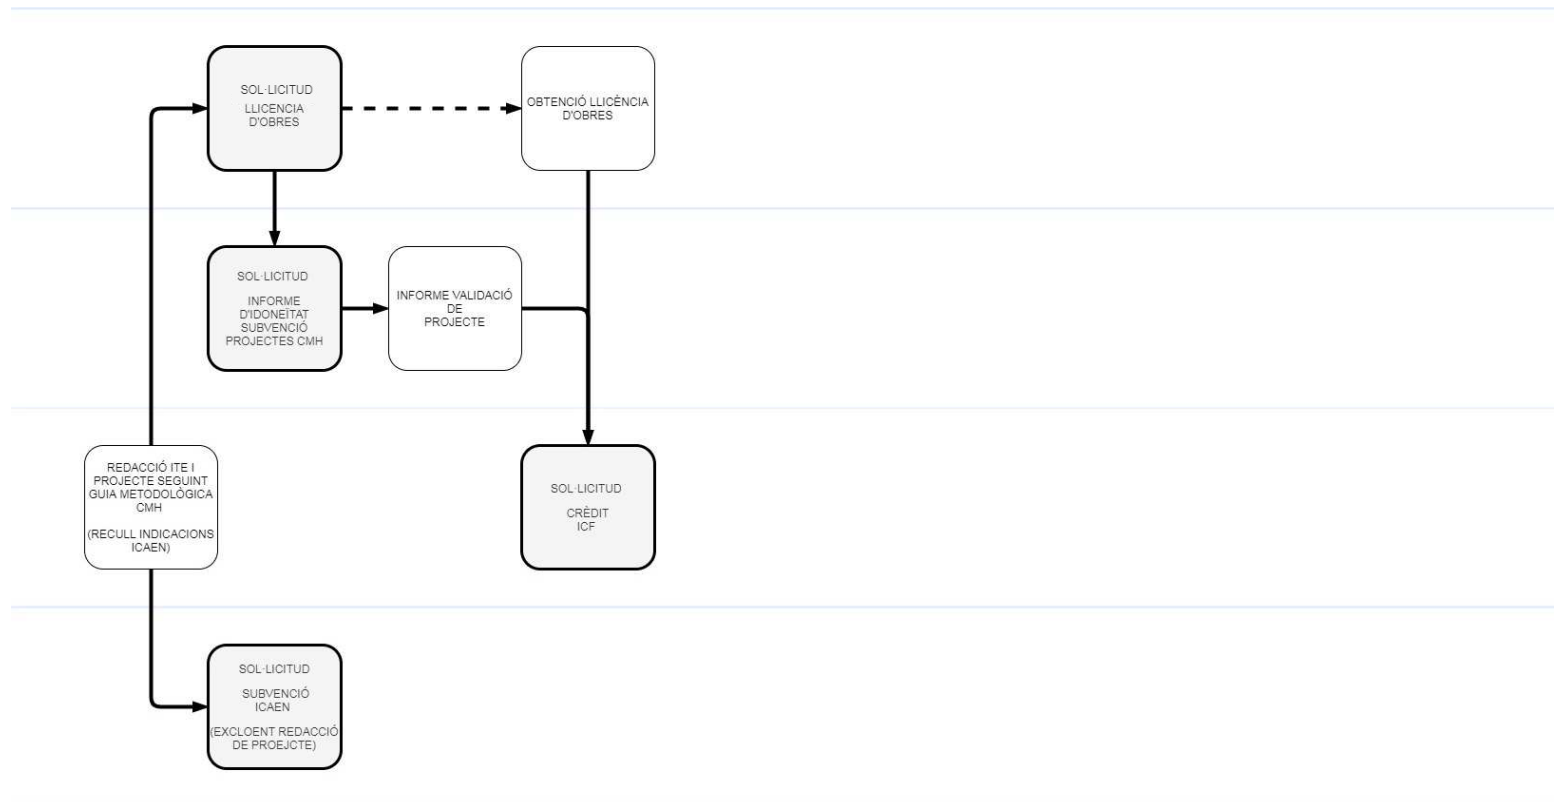 SOL·LICITUD
LLICENCIA
D'OBRES
OBTENCIÓ LLICÈNCIA
D'OBRES
SOL·LICITUD
INFORME
D'IDONEÏTAT
SUBVENCIÓ
PROJECTES CMH
INFORME VALIDACIÓ
DE
PROJECTE
REDACCIÓ ITE I
PROJECTE SEGUINT
GUIA METODOLÒGICA
CMH
(RECULL INDICACIONS
ICAEN)
SOL·LICITUD
CRÈDIT
ICF
SOL·LICITUD
SUBVENCIÓ
ICAEN
(EXCLOENT REDACCIÓ
DE PROEJCTE)